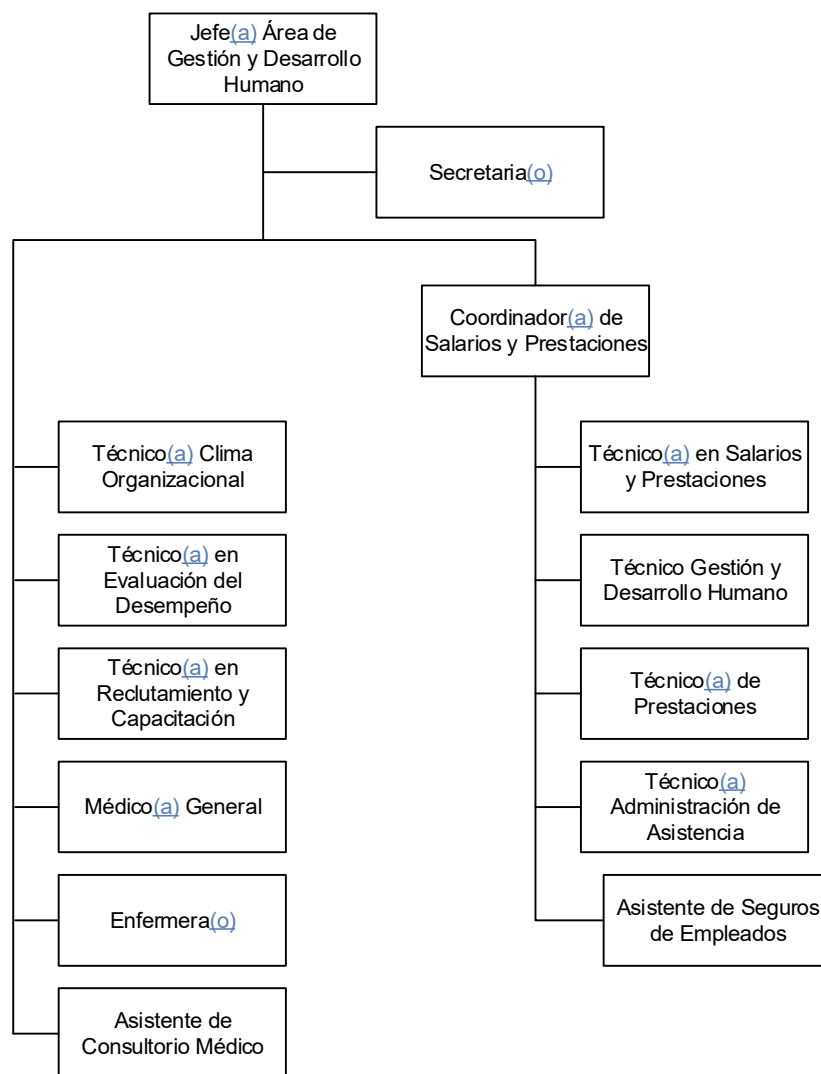 Jefe(a) Área de
Gestión y Desarrollo
Humano
Secretaria(o)
Coordinador(a) de
Salarios y Prestaciones
Técnico(a) Clima
Organizacional
Técnico(a) en
Evaluación del
Desempeño
Técnico(a) en
Reclutamiento y
Capacitación
Médico(a) General
Enfermera(o)
Asistente de
Consultorio Médico
Técnico(a) en Salarios
y Prestaciones
Técnico Gestión y
Desarrollo Humano
Técnico(a) de
Prestaciones
Técnico(a)
Administración de
Asistencia
Asistente de Seguros
de Empleados